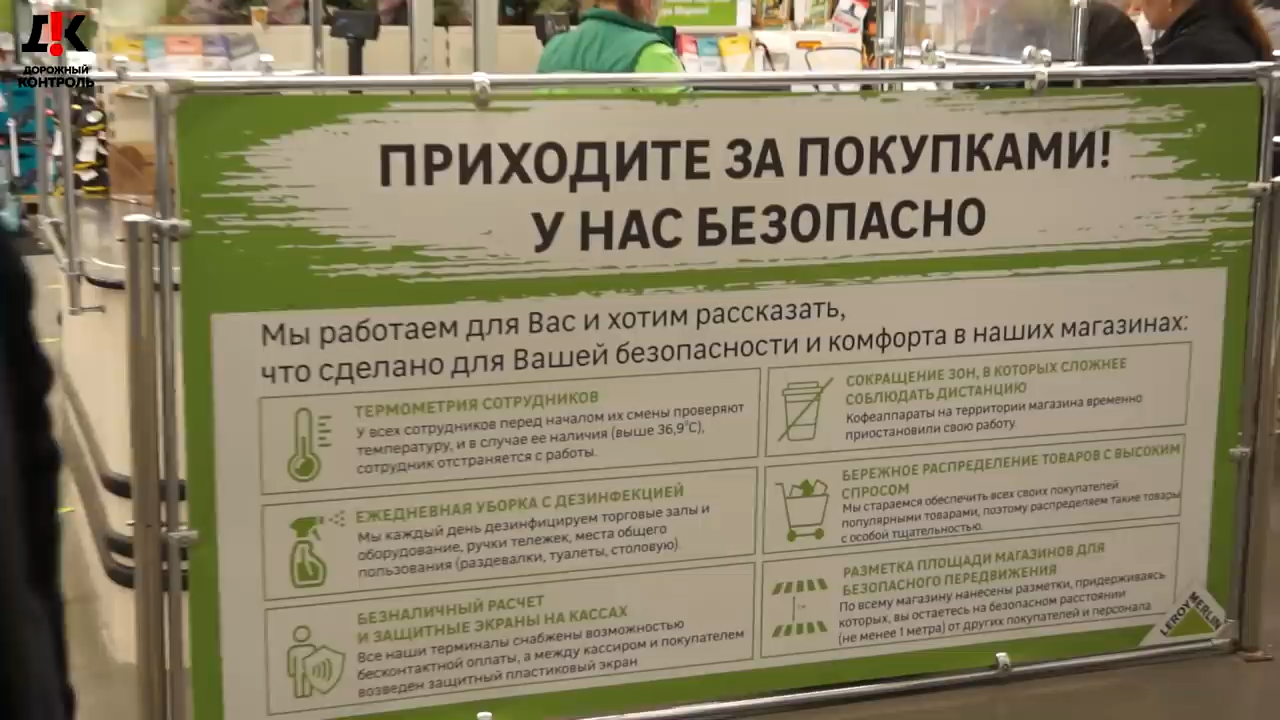 ДК
ДОРОЖНЫЙ
КОНТРОЛЬ
ПРИХОДИТЕ ЗА ПОКУПКАМИ!
У НАС БЕЗОПАСНО
Мы работаем для Вас и хотим рассказать,
что сделано для Вашей безопасности и комфорта в наших магазинах:
ТЕРМОМЕТРИЯ СОТРУДНИКОВ
У всех сотрудников перед началом их смены проверяют
температуру, и в случае ее наличия (выше 36,9°С),
сотрудник отстраняется с работы.
ЕЖЕДНЕВНАЯ УБОРКА С ДЕЗИНФЕКЦИЕЙ
Мы каждый день дезинфицируем торговые залы и
оборудование, ручки тележек, места общего
пользования (раздевалки, туалеты, столовую).
БЕЗНАЛИЧНЫЙ РАСЧЕТ
И ЗАЩИТНЫЕ ЭКРАНЫ НА КАССАХ
Все наши терминалы снабжены возможностью
бесконтактной оплаты, а между кассиром и покупателем
возведен защитный пластиковый экран
СОКРАЩЕНИЕ ЗОН, В КОТОРЫХ СЛОЖНЕЕ
СОБЛЮДАТЬ ДИСТАНЦИЮ
Кофеаппараты на территории магазина временно
приостановили свою работу.
БЕРЕЖНОЕ РАСПРЕДЕЛЕНИЕ ТОВАРОВ С ВЫСОКИМ
СПРОСОМ
Мы стараемся обеспечить всех своих покупателей
популярными товарами, поэтому распределяем такие товары
с особой тщательностью.
РАЗМЕТКА ПЛОЩАДИ МАГАЗИНОВ ДЛЯ
БЕЗОПАСНОГО ПЕРЕДВИЖЕНИЯ
По всему магазину нанесены разметки, придерживаясь
которых, вы остаетесь на безопасном расстоянии
(не менее 1 метра) от других покупателей и персонала
LEROY MERLIN